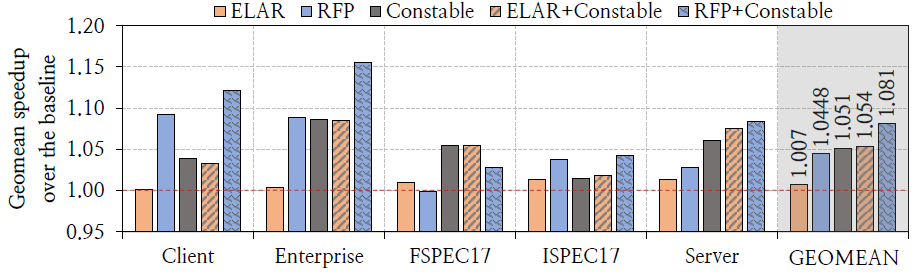 ELAR RFP Constable ELAR+Constable RFP+Constable
Geomean speedup
over the baseline
1.20
1.15
1.10
1.05
1.00
0.95
1.007
1.0448
1.051
1.054
1.081
Client Enterprise FSPEC17 ISPEC17 Server GEOMEAN